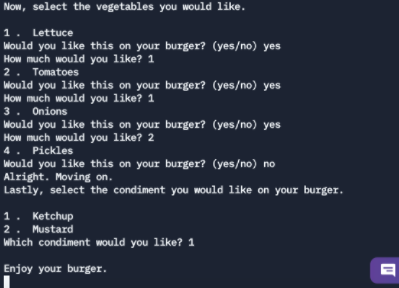 Now, select the vegetables you would like.
1 .  Lettuce
Would you like this on your burger? (yes/no) yes
How much would you like? 1
2 .  Tomatoes
Would you like this on your burger? (yes/no) yes
How much would you like? 1
3 .  Onions
Would you like this on your burger? (yes/no) yes
How much would you like? 2
4 .  Pickles
Would you like this on your burger? (yes/no) no
Alright. Moving on.
Lastly, select the condiment you would like on your burger.
1 .  Ketchup
2 .  Mustard
Which condiment would you like? 1
Enjoy your burger.